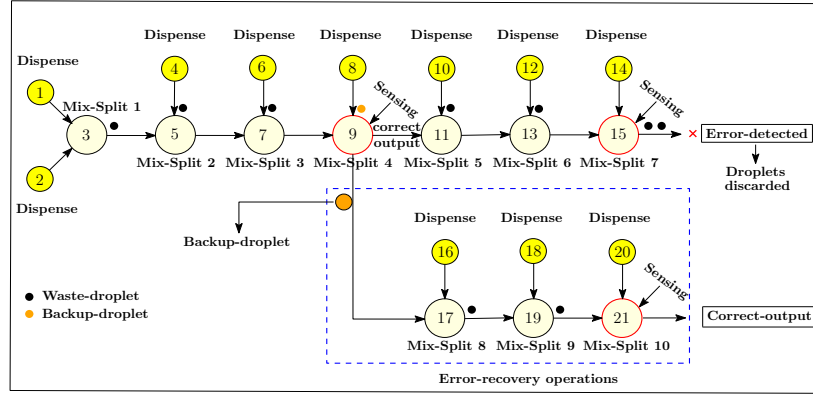 Dispense Dispense Dispense Dispense Dispense Dispense
Dispense
4 6 8 10 12 14
1
Mix-Split 1
Sensing
Sensing
3 5 7 9 correct output 11 13 15 × Error-detected
Mix-Split 2 Mix-Split 3 Mix-Split 4 Mix-Split 5 Mix-Split 6 Mix-Split 7
2
Droplets
discarded
Dispense
Dispense Dispense Dispense
Backup-droplet
16 18 20
Sensing
Waste-droplet
Backup-droplet
17 19 21 Correct-output
Mix-Split 8 Mix-Split 9 Mix-Split 10
Error-recovery operations